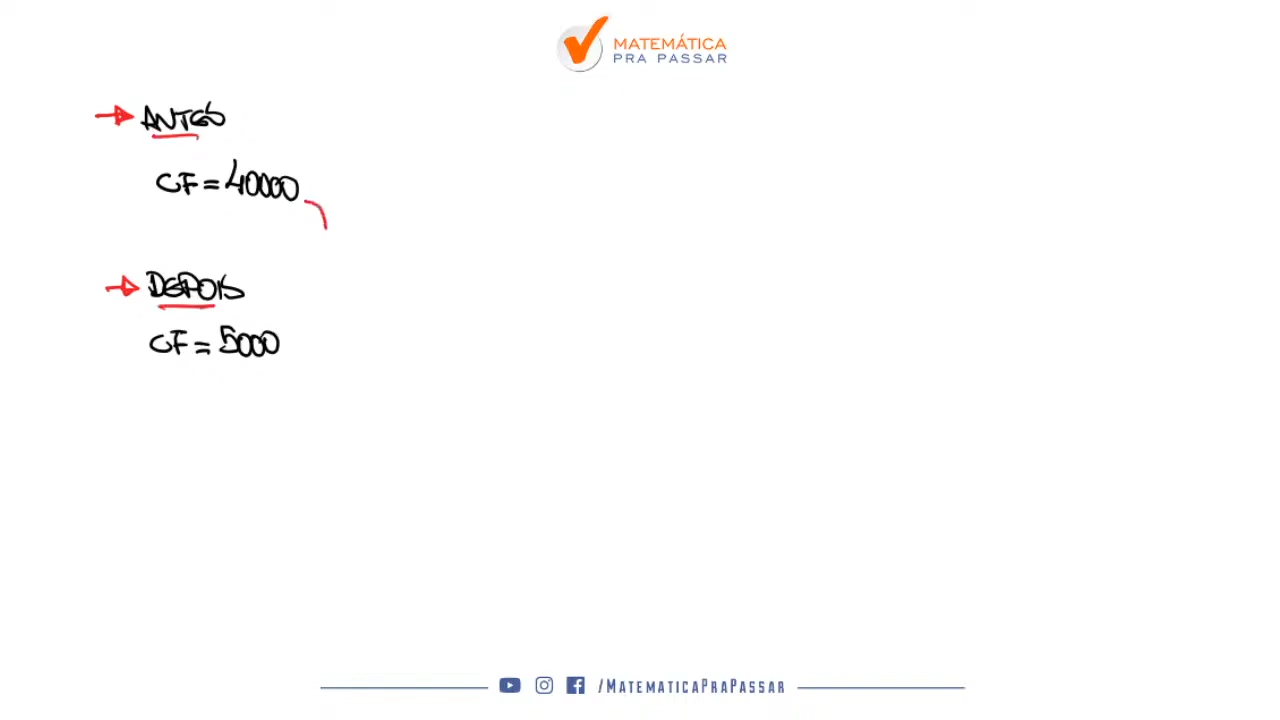 MATEMÁTICA
PRA PASSAR
ANTES
CF = 40000
DEPOIS
CF = 5000
/MATEMATICAPRAPASSAR